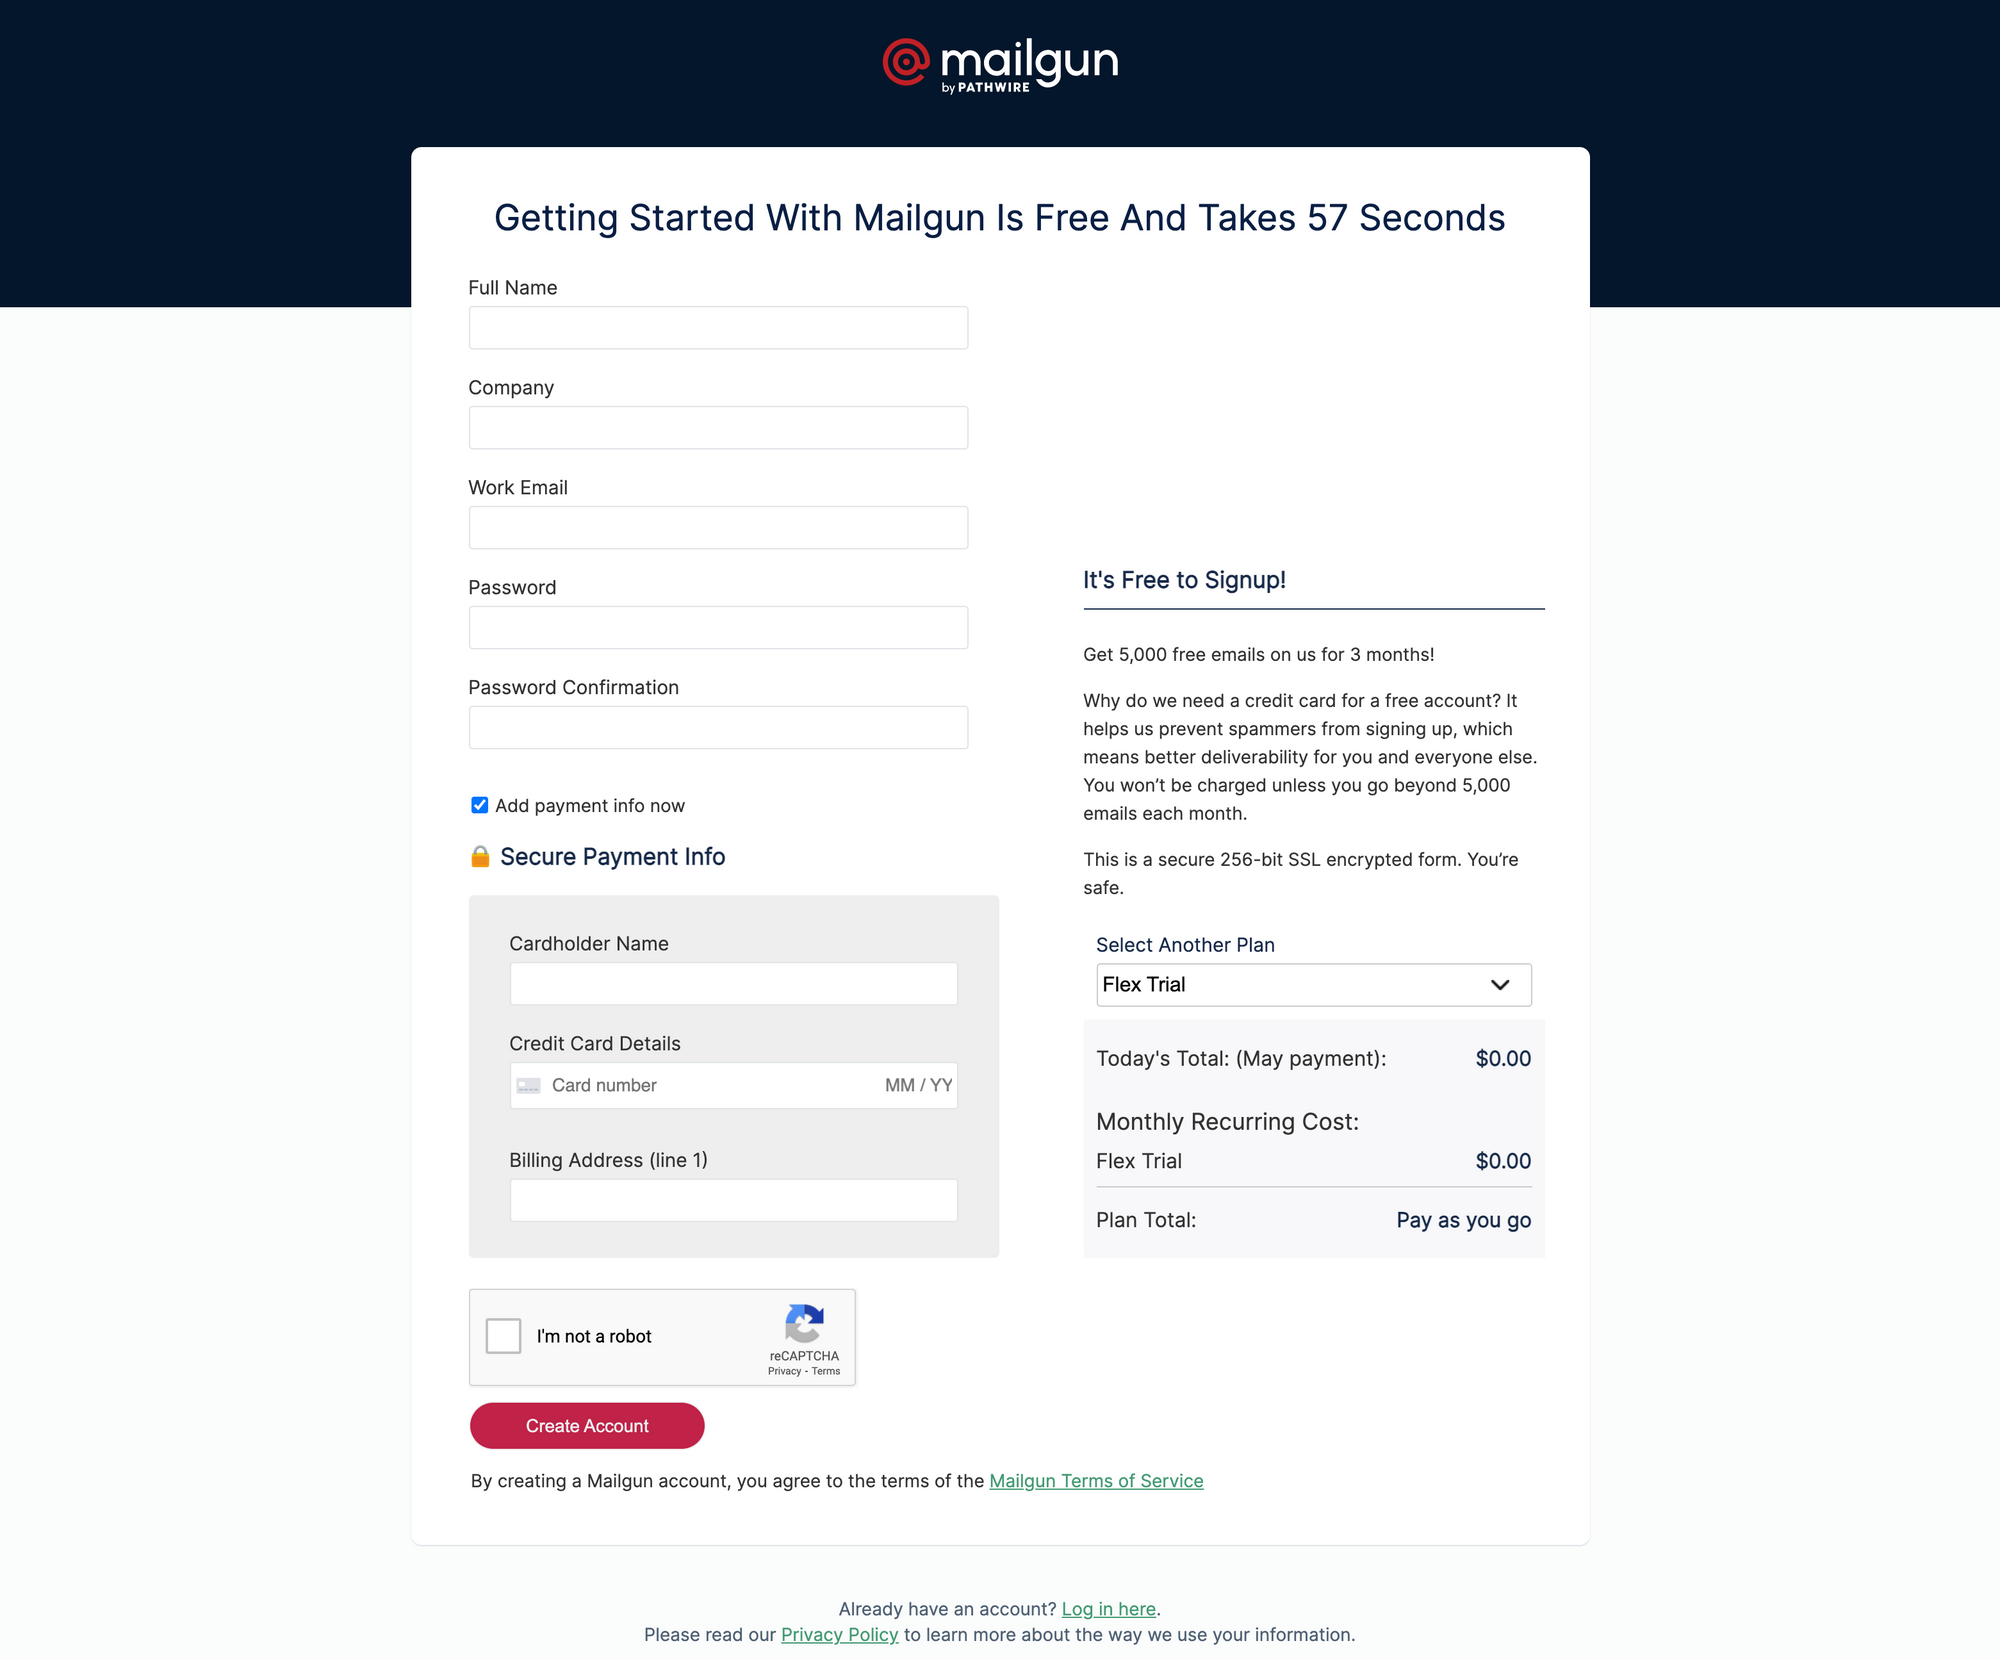 mailgun
by PATHWIRE
Getting Started With Mailgun Is Free And Takes 57 Seconds
Full Name
Company
Work Email
Password
Password Confirmation
Add payment info now
Secure Payment Info
Cardholder Name
Credit Card Details
Card number MM / YY
Billing Address (line 1)
It's Free to Signup!
Get 5,000 free emails on us for 3 months!
Why do we need a credit card for a free account? It
helps us prevent spammers from signing up, which
means better deliverability for you and everyone else.
You won’t be charged unless you go beyond 5,000
emails each month.
This is a secure 256-bit SSL encrypted form. You’re
safe.
Select Another Plan
Flex Trial
Today's Total: (May payment): $0.00
Monthly Recurring Cost:
Flex Trial $0.00
Plan Total: Pay as you go
I'm not a robot
reCAPTCHA
Privacy - Terms
Create Account
By creating a Mailgun account, you agree to the terms of the Mailgun Terms of Service
Already have an account? Log in here.
Please read our Privacy Policy to learn more about the way we use your information.